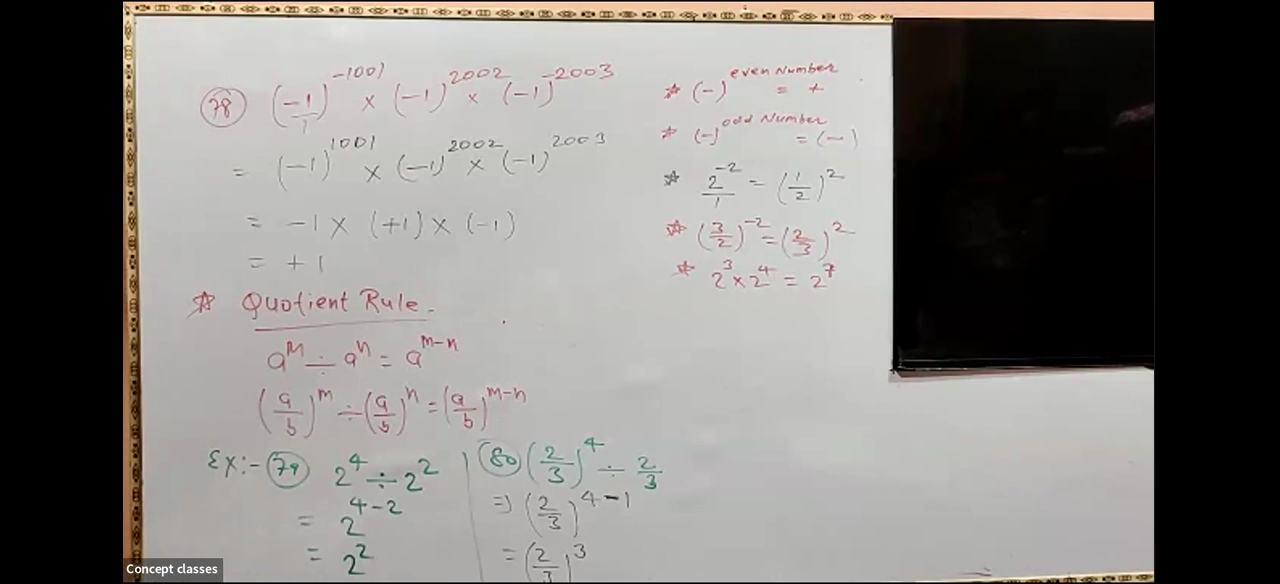 (78) (-1/1)^-1001 × (-1)^2002 × (-1)^-2003
= (-1)^1001 × (-1)^2002 × (-1)^2003
= -1 × (+1) × (-1)
= +1
☆ Quotient Rule.
a^m ÷ a^n = a^m-n
(a/b)^m ÷ (a/b)^n = (a/b)^m-n
Ex:- (79) 2^4 ÷ 2^2
= 2^4-2
= 2^2
(80) (2/3)^4 ÷ 2/3
=) (2/3)^4-1
= (2/3)^3
☆ (-)^even Number = +
☆ (-)^odd Number = (-)
☆ 2^-2/1 = (1/2)^2
☆ (3/2)^-2 = (2/3)^2
☆ 2^3 × 2^4 = 2^7
Concept classes